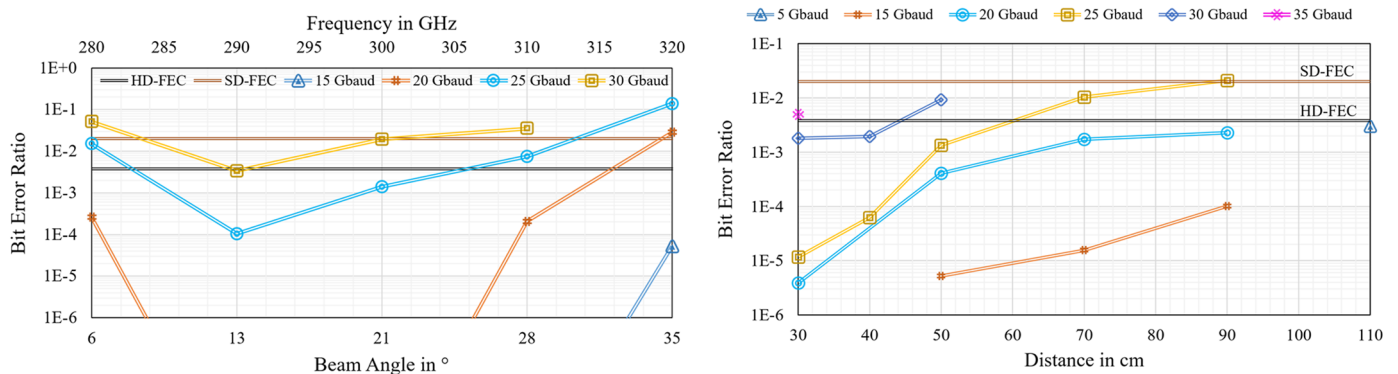 Frequency in GHz
280 285 290 295 300 305 310 315 320
HD-FEC SD-FEC 15 Gbaud 20 Gbaud 25 Gbaud 30 Gbaud
1E+0
1E-1
1E-2
1E-3
1E-4
1E-5
1E-6
Bit Error Ratio
6 13 21 28 35
Beam Angle in °
5 Gbaud 15 Gbaud 20 Gbaud 25 Gbaud 30 Gbaud 35 Gbaud
1E-1
1E-2
1E-3
1E-4
1E-5
1E-6
Bit Error Ratio
SD-FEC
HD-FEC
30 40 50 60 70 80 90 100 110
Distance in cm